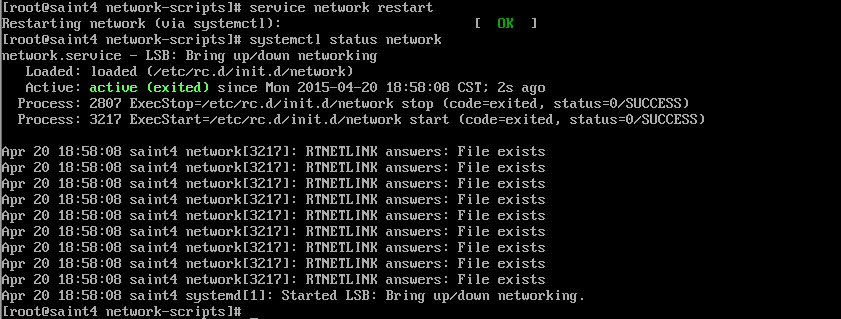 [root@saint4 network-scripts]# service network restart
Restarting network (via systemctl):                        [  OK  ]
[root@saint4 network-scripts]# systemctl status network
network.service - LSB: Bring up/down networking
   Loaded: loaded (/etc/rc.d/init.d/network)
   Active: active (exited) since Mon 2015-04-20 18:58:08 CST; 2s ago
  Process: 2807 ExecStop=/etc/rc.d/init.d/network stop (code=exited, status=0/SUCCESS)
  Process: 3217 ExecStart=/etc/rc.d/init.d/network start (code=exited, status=0/SUCCESS)

Apr 20 18:58:08 saint4 network[3217]: RTNETLINK answers: File exists
Apr 20 18:58:08 saint4 network[3217]: RTNETLINK answers: File exists
Apr 20 18:58:08 saint4 network[3217]: RTNETLINK answers: File exists
Apr 20 18:58:08 saint4 network[3217]: RTNETLINK answers: File exists
Apr 20 18:58:08 saint4 network[3217]: RTNETLINK answers: File exists
Apr 20 18:58:08 saint4 network[3217]: RTNETLINK answers: File exists
Apr 20 18:58:08 saint4 network[3217]: RTNETLINK answers: File exists
Apr 20 18:58:08 saint4 network[3217]: RTNETLINK answers: File exists
Apr 20 18:58:08 saint4 network[3217]: RTNETLINK answers: File exists
Apr 20 18:58:08 saint4 systemd[1]: Started LSB: Bring up/down networking.
[root@saint4 network-scripts]# _